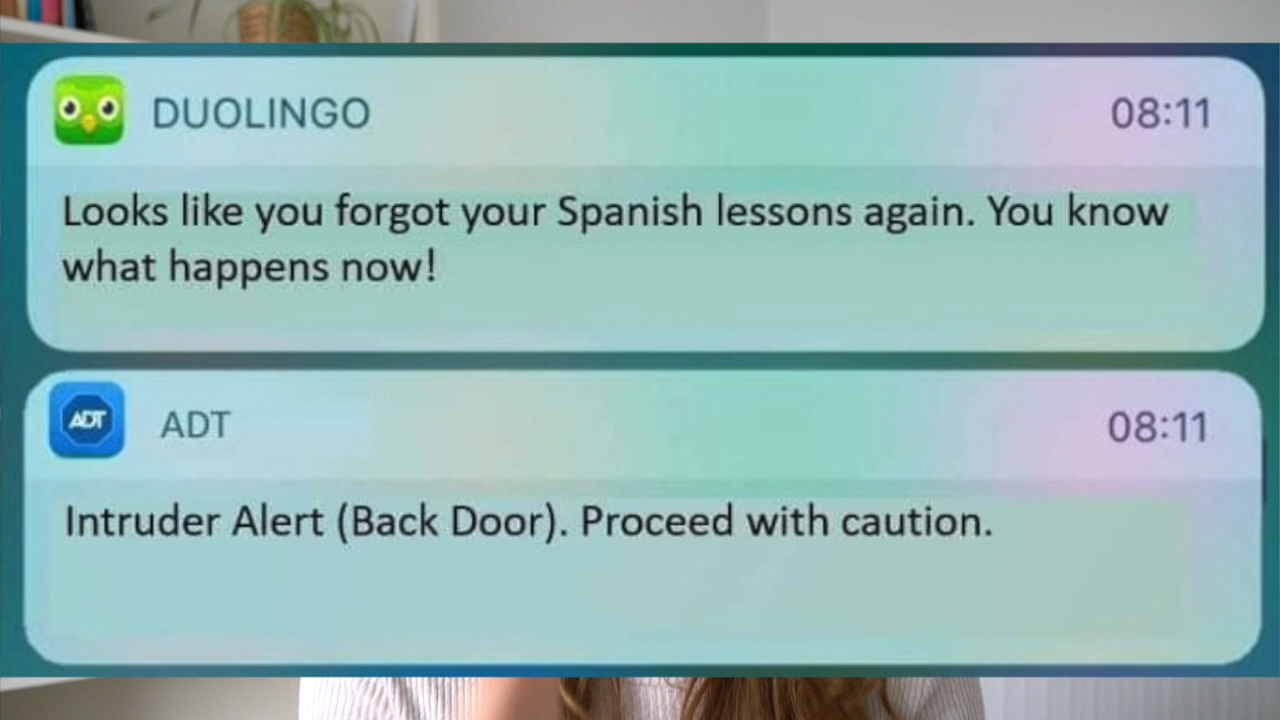 DUOLINGO 08:11
Looks like you forgot your Spanish lessons again. You know
what happens now!
ADT ADT 08:11
Intruder Alert (Back Door). Proceed with caution.